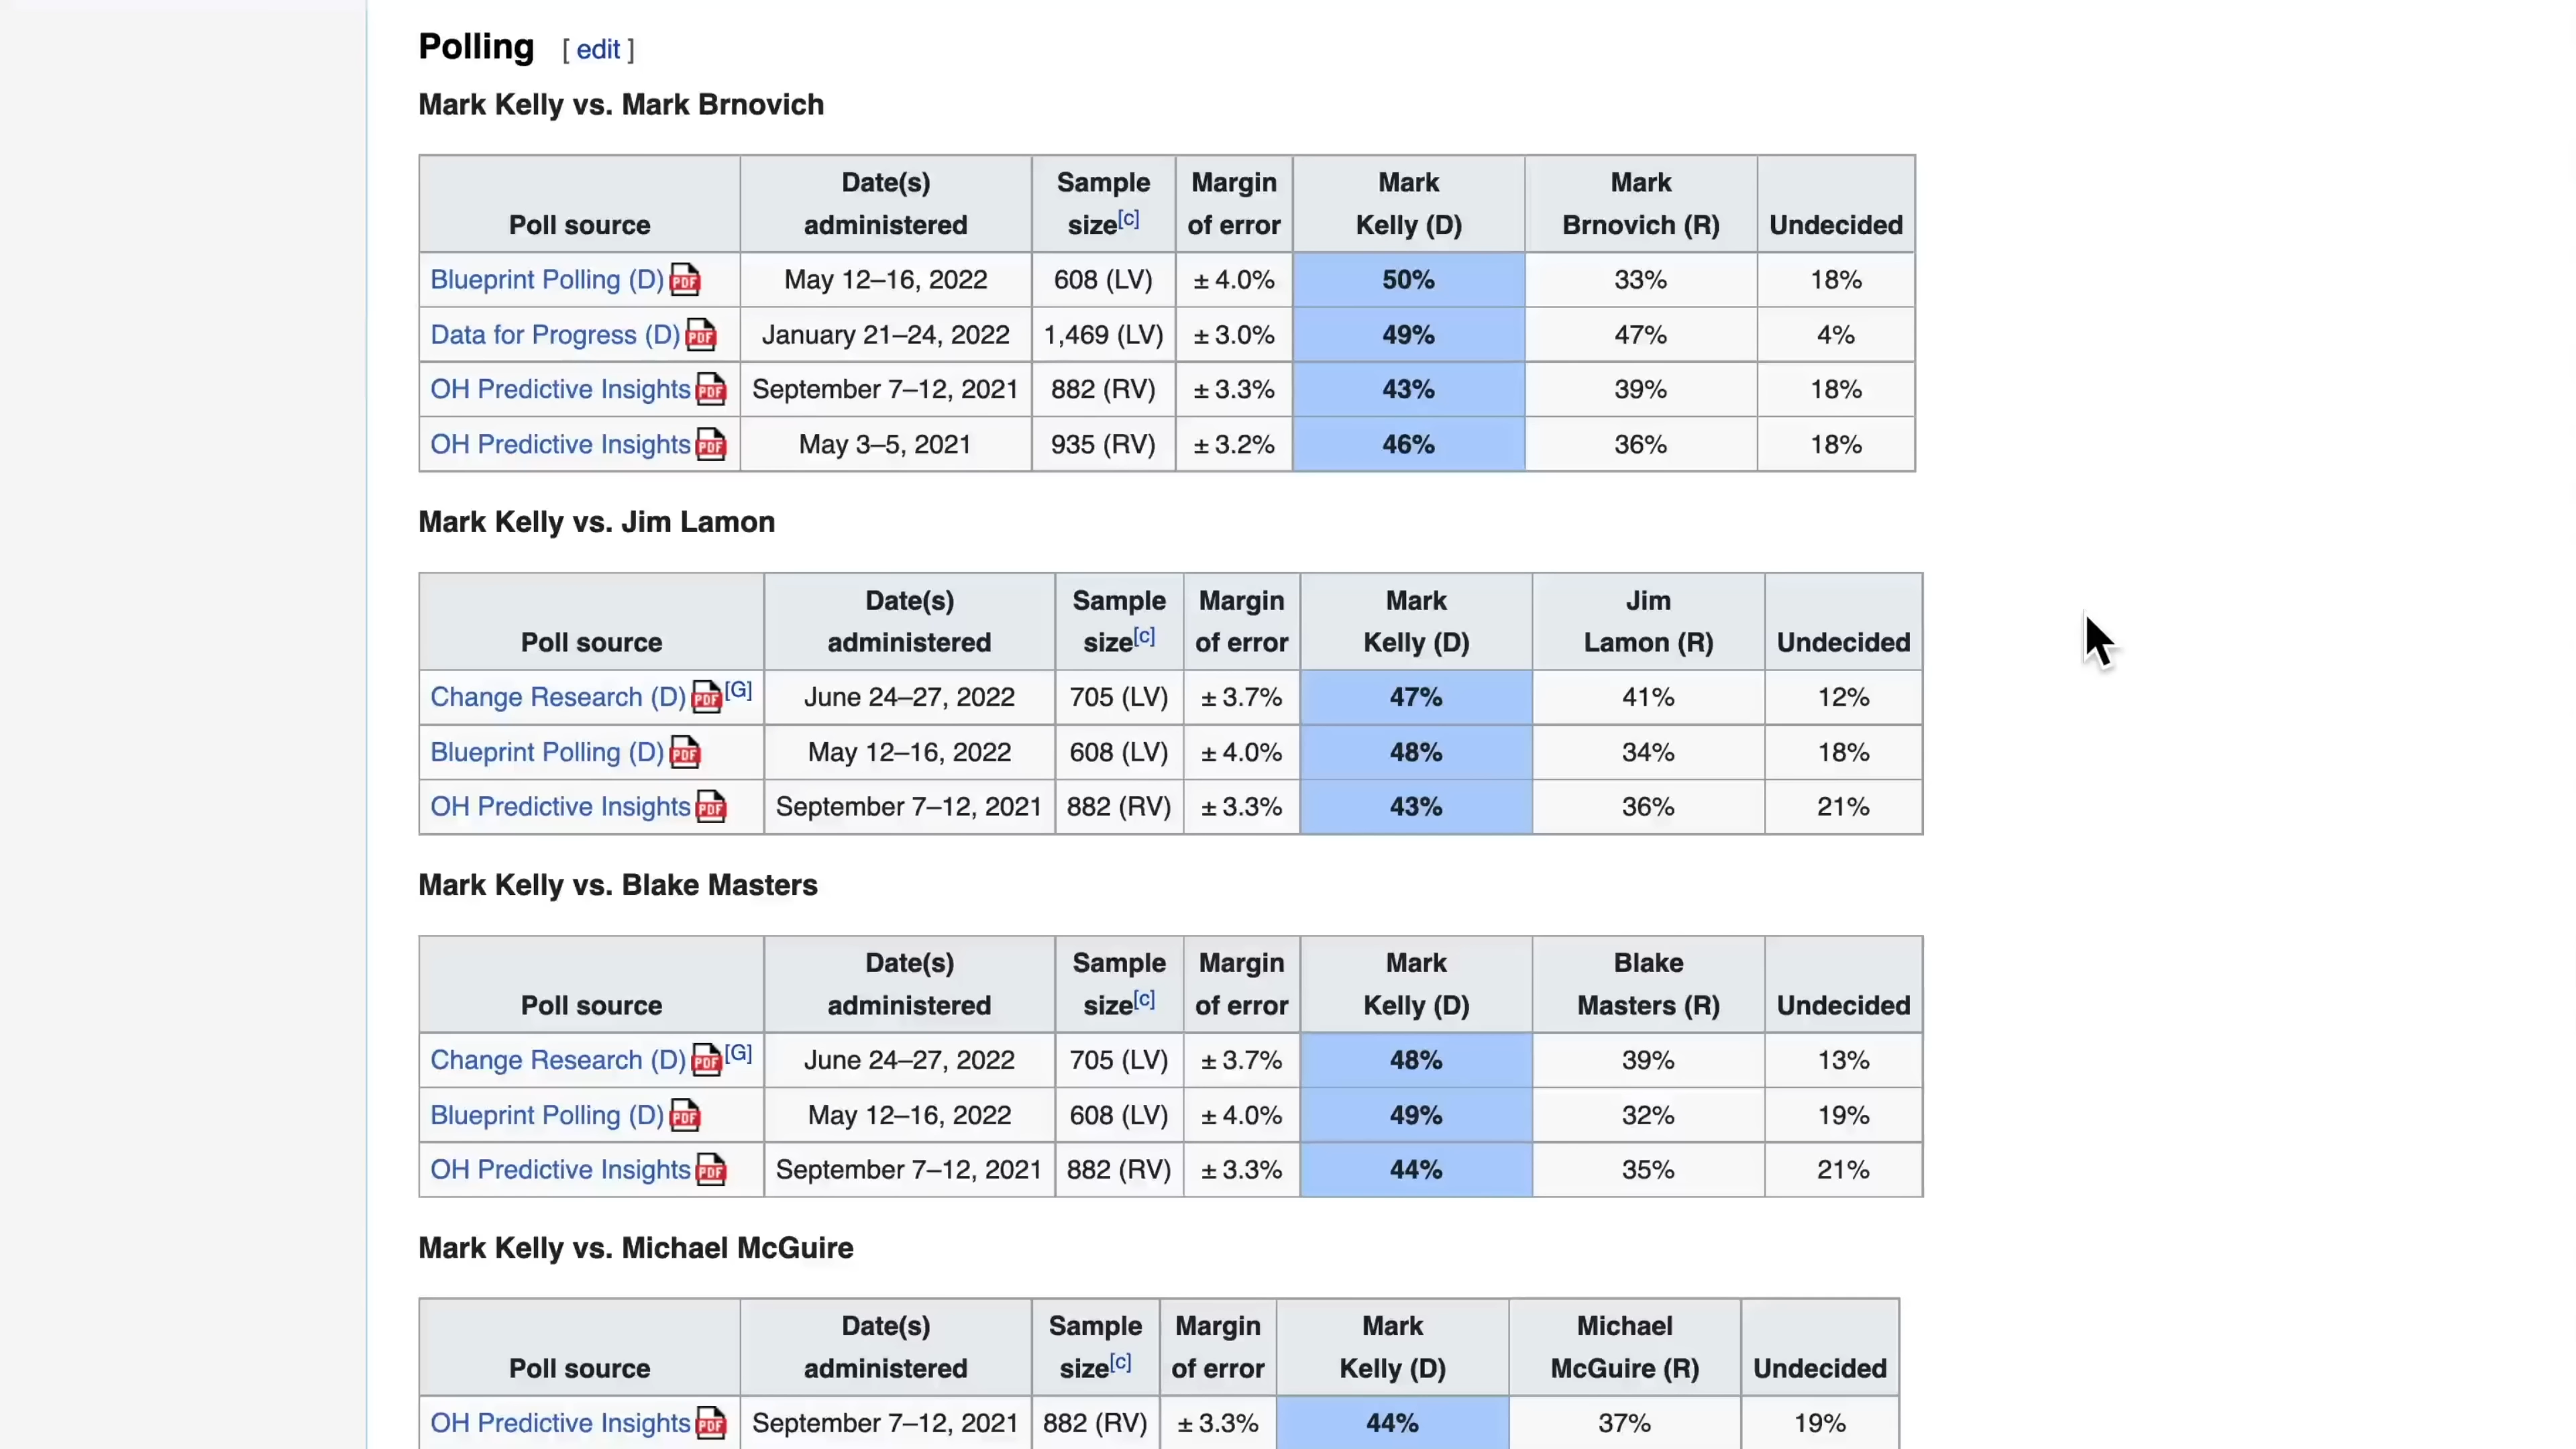 Polling [ edit ]
Mark Kelly vs. Mark Brnovich
Poll source Date(s) administered Sample size[c] Margin of error Mark Kelly (D) Mark Brnovich (R) Undecided
Blueprint Polling (D) PDF May 12–16, 2022 608 (LV) ± 4.0% 50% 33% 18%
Data for Progress (D) PDF January 21–24, 2022 1,469 (LV) ± 3.0% 49% 47% 4%
OH Predictive Insights PDF September 7–12, 2021 882 (RV) ± 3.3% 43% 39% 18%
OH Predictive Insights PDF May 3–5, 2021 935 (RV) ± 3.2% 46% 36% 18%
Mark Kelly vs. Jim Lamon
Poll source Date(s) administered Sample size[c] Margin of error Mark Kelly (D) Jim Lamon (R) Undecided
Change Research (D) PDF [G] June 24–27, 2022 705 (LV) ± 3.7% 47% 41% 12%
Blueprint Polling (D) PDF May 12–16, 2022 608 (LV) ± 4.0% 48% 34% 18%
OH Predictive Insights PDF September 7–12, 2021 882 (RV) ± 3.3% 43% 36% 21%
Mark Kelly vs. Blake Masters
Poll source Date(s) administered Sample size[c] Margin of error Mark Kelly (D) Blake Masters (R) Undecided
Change Research (D) PDF [G] June 24–27, 2022 705 (LV) ± 3.7% 48% 39% 13%
Blueprint Polling (D) PDF May 12–16, 2022 608 (LV) ± 4.0% 49% 32% 19%
OH Predictive Insights PDF September 7–12, 2021 882 (RV) ± 3.3% 44% 35% 21%
Mark Kelly vs. Michael McGuire
Poll source Date(s) administered Sample size[c] Margin of error Mark Kelly (D) Michael McGuire (R) Undecided
OH Predictive Insights PDF September 7–12, 2021 882 (RV) ± 3.3% 44% 37% 19%